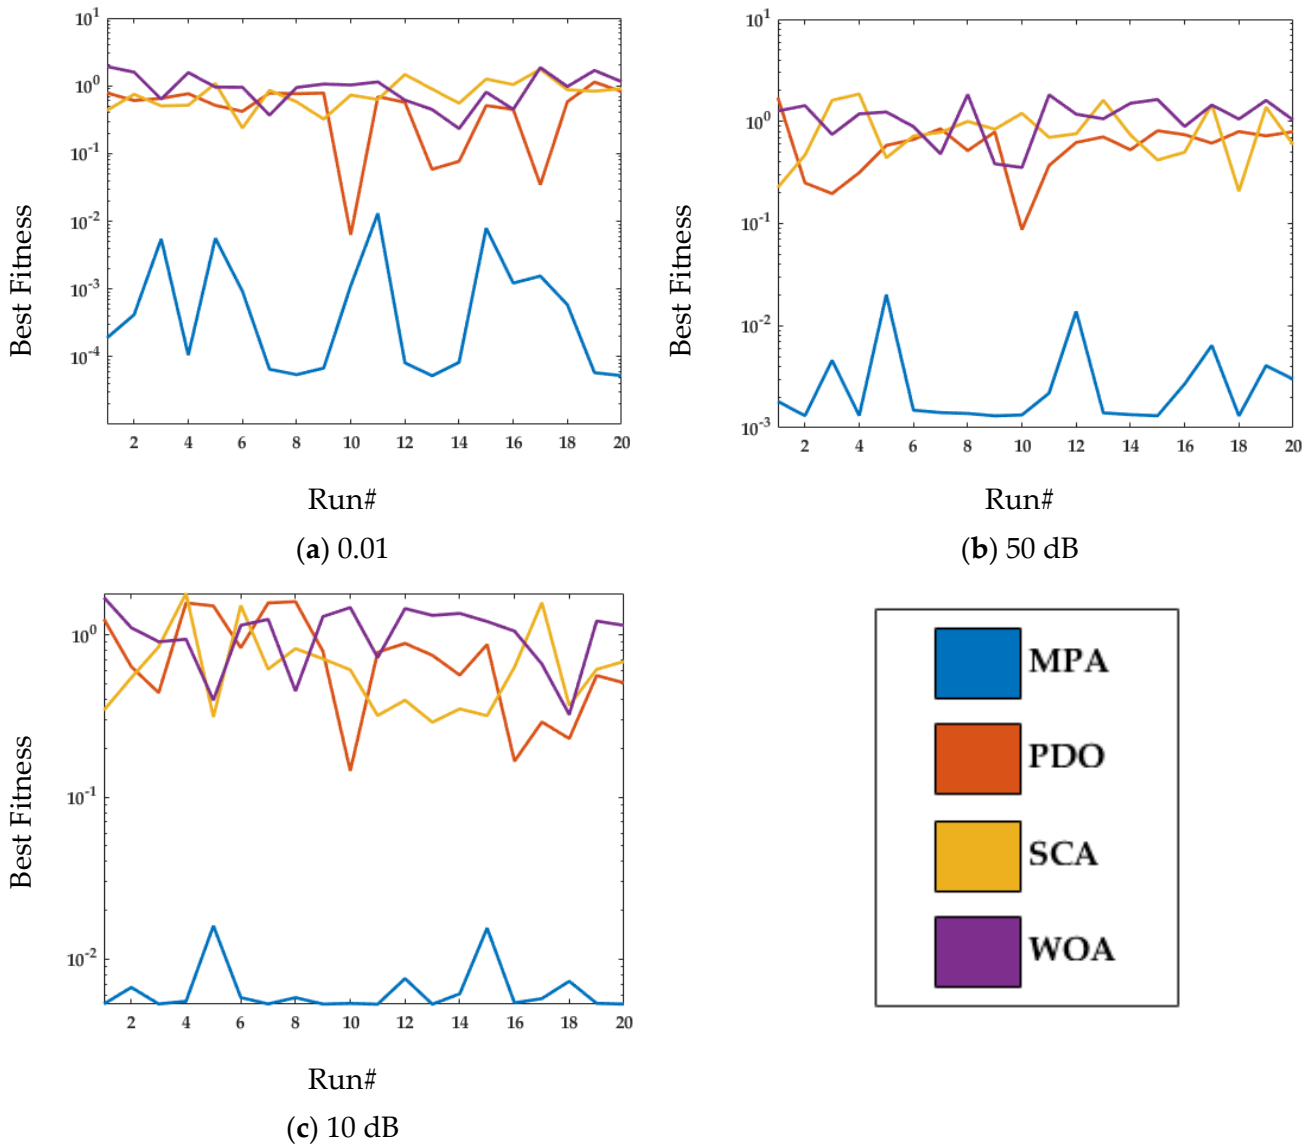 10^1
10^0
10^-1
10^-2
10^-3
10^-4
Best Fitness
2 4 6 8 10 12 14 16 18 20
Run#
(a) 0.01
10^1
10^0
10^-1
10^-2
10^-3
Best Fitness
2 4 6 8 10 12 14 16 18 20
Run#
(b) 50 dB
10^0
10^-1
10^-2
Best Fitness
2 4 6 8 10 12 14 16 18 20
Run#
(c) 10 dB
MPA
PDO
SCA
WOA